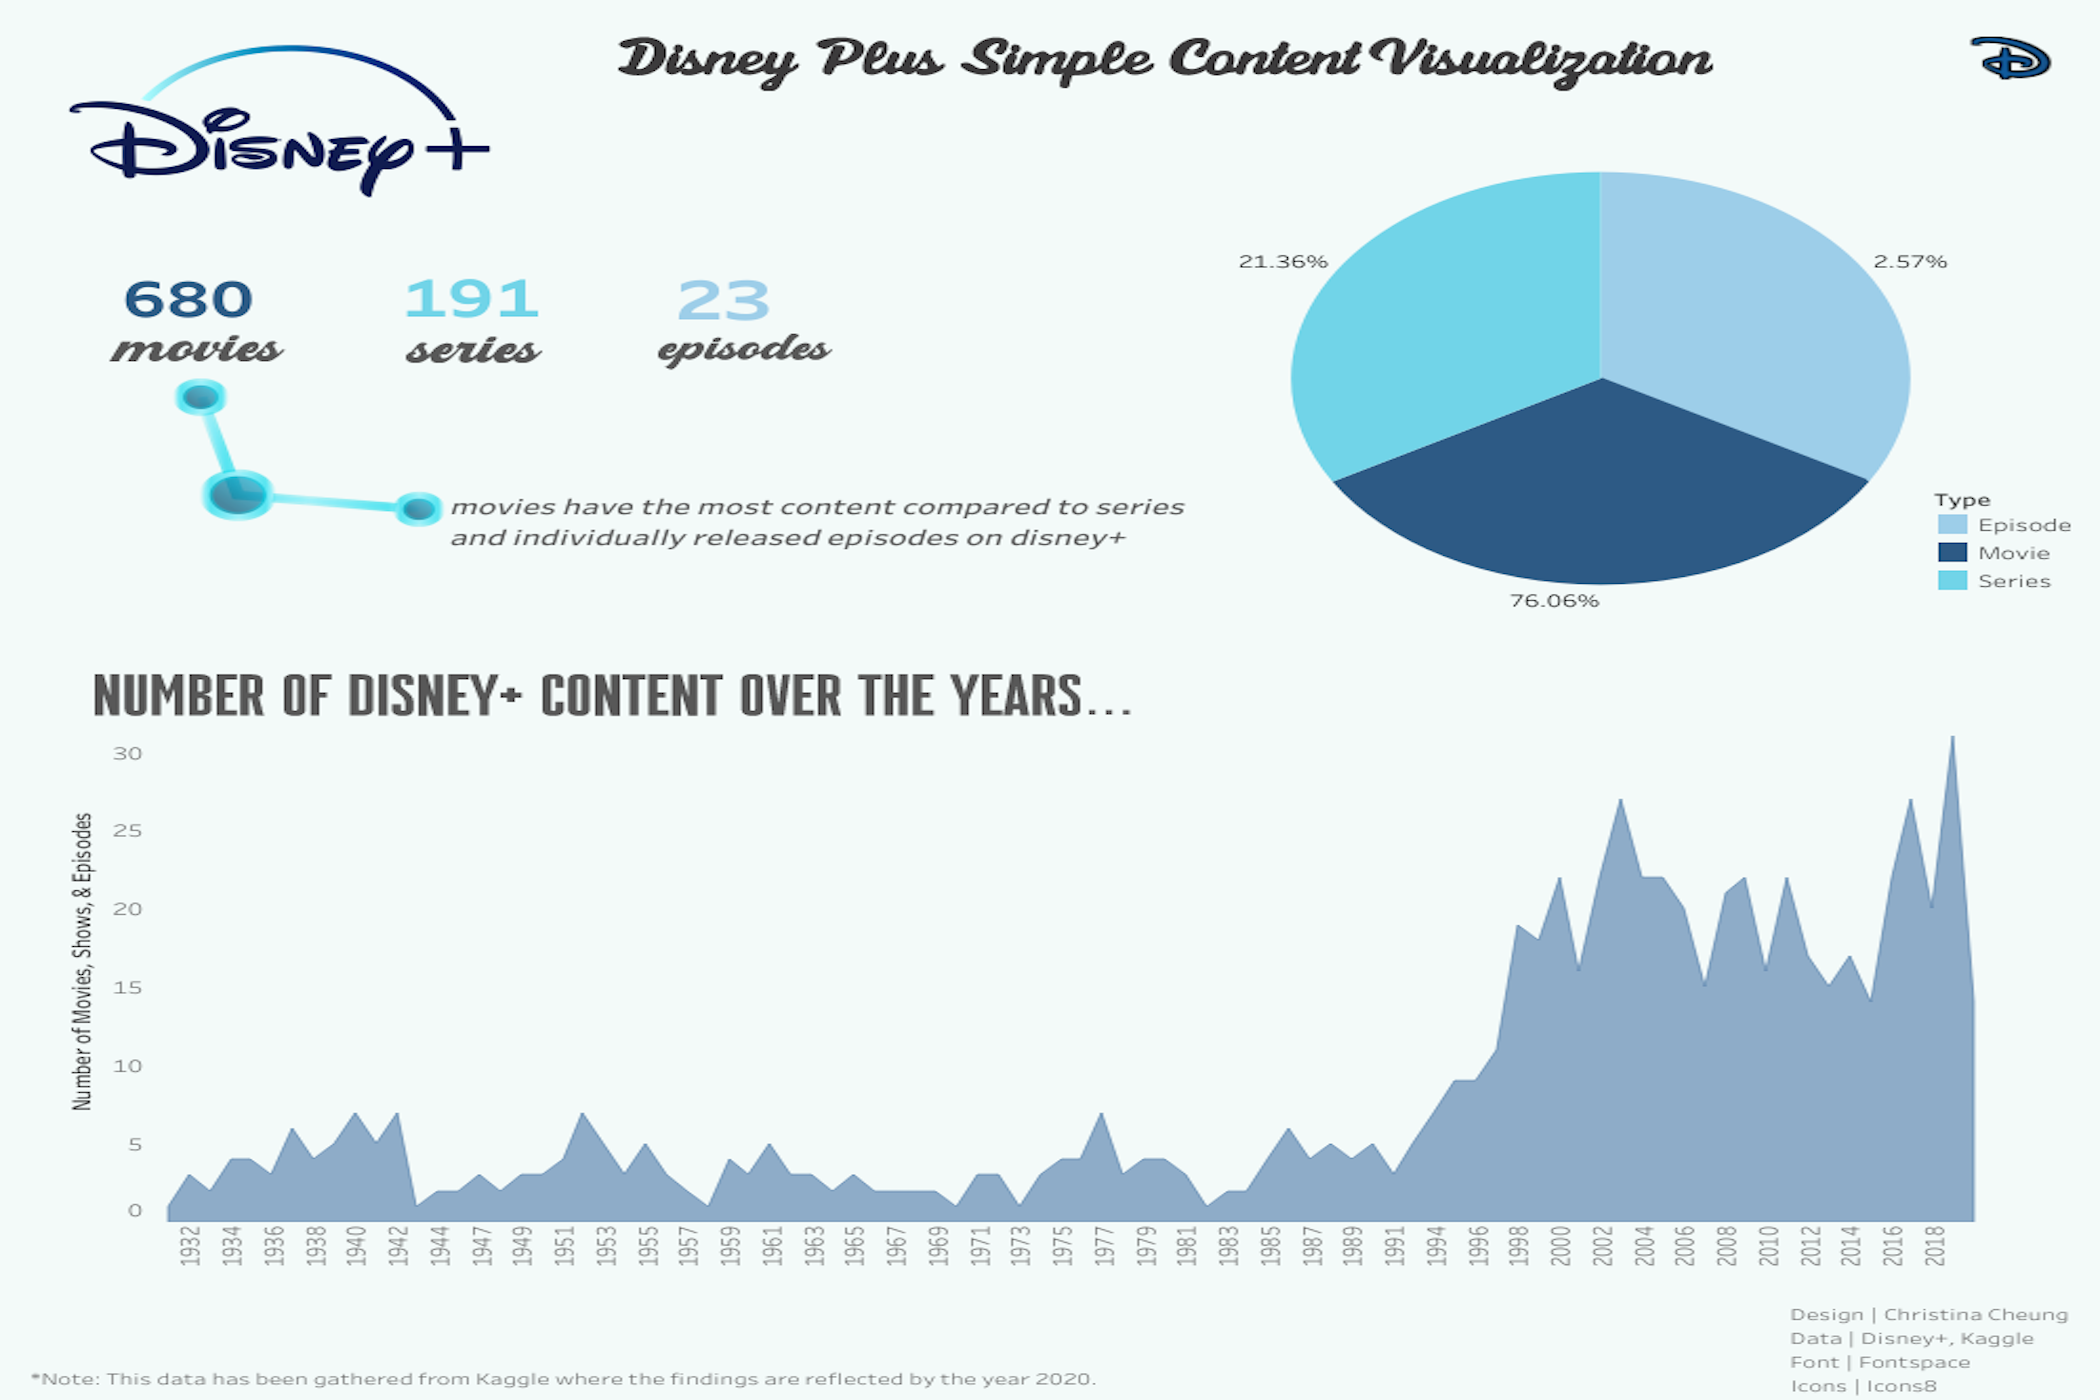 Disney Plus Simple Content Visualization
D
Disney+
680
movies
191
series
23
episodes
movies have the most content compared to series
and individually released episodes on disney+
21.36%
2.57%
76.06%
Type
Episode
Movie
Series
NUMBER OF DISNEY+ CONTENT OVER THE YEARS...
Number of Movies, Shows, & Episodes
30
25
20
15
10
5
0
1932 1934 1936 1938 1940 1942 1944 1947 1949 1951 1953 1955 1957 1959 1961 1963 1965 1967 1969 1971 1973 1975 1977 1979 1981 1983 1985 1987 1989 1991 1994 1996 1998 2000 2002 2004 2006 2008 2010 2012 2014 2016 2018
Design | Christina Cheung
Data | Disney+, Kaggle
Font | Fontspace
Icons | Icons8
*Note: This data has been gathered from Kaggle where the findings are reflected by the year 2020.